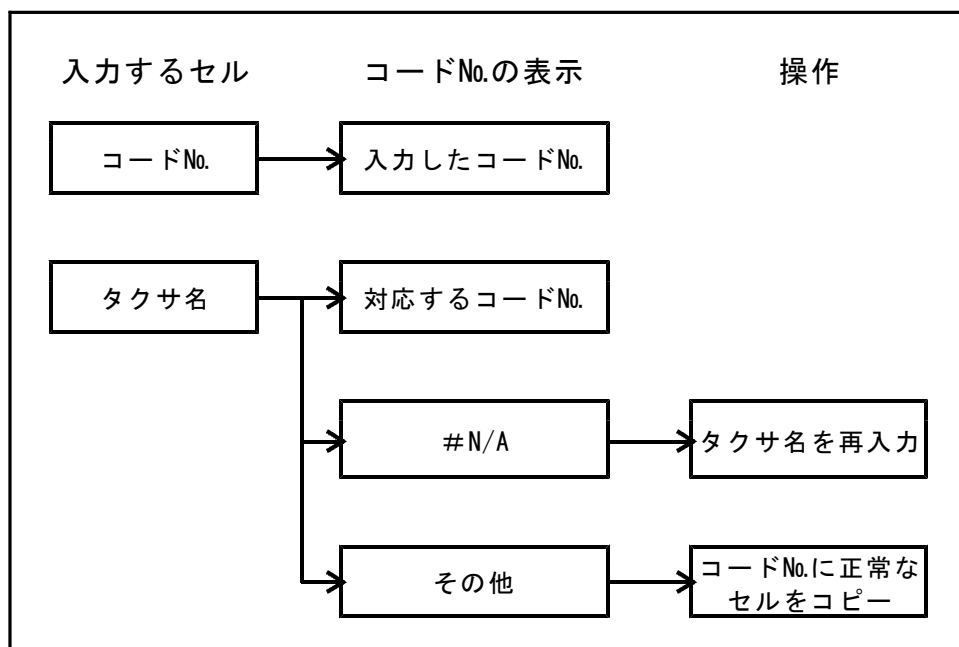 入力するセル
コード№の表示
操作
コード№
入力したコード№
タクサ名
対応するコード№
＃N/A
タクサ名を再入力
その他
コード№に正常な
セルをコピー